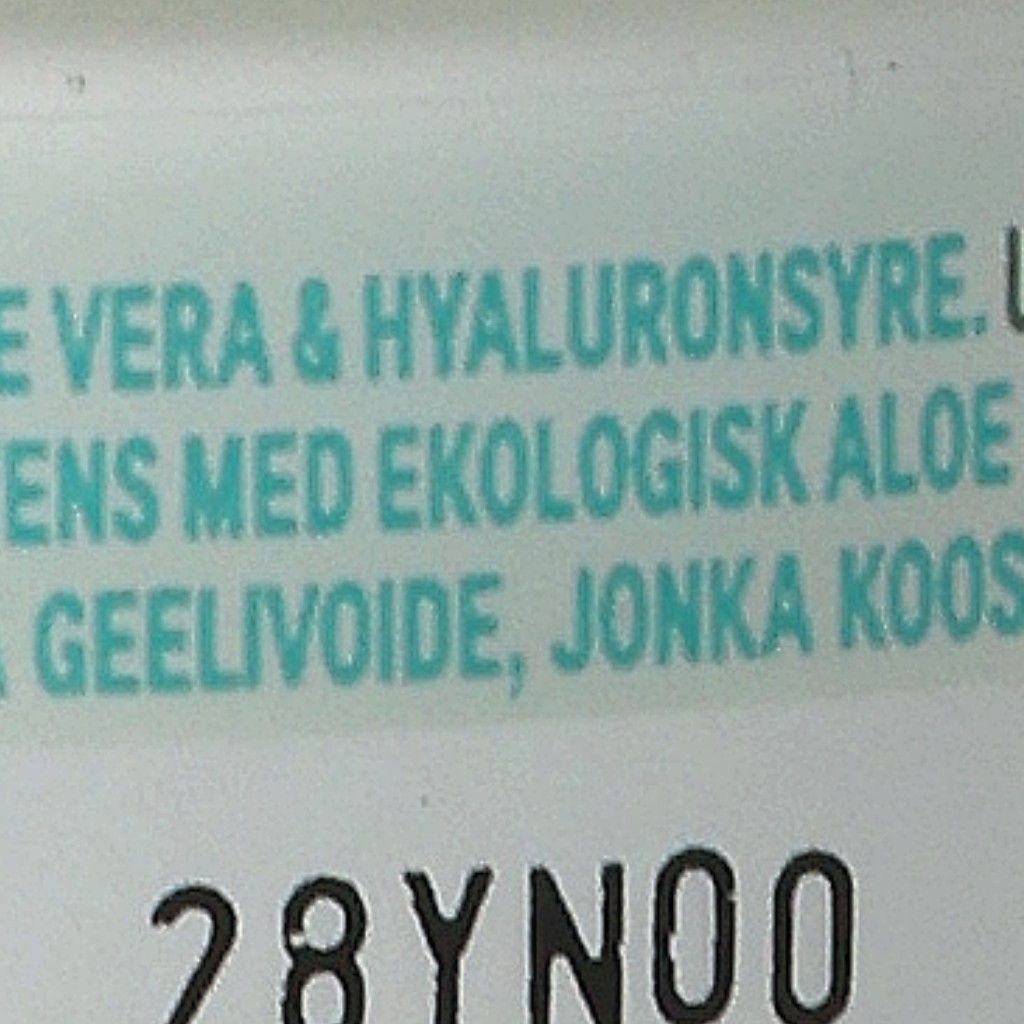 VERA & HYALURONSYRE.
ENS MED EKOLOGISK ALOE
GEELIVOIDE, JONKA KOOS
28YN00